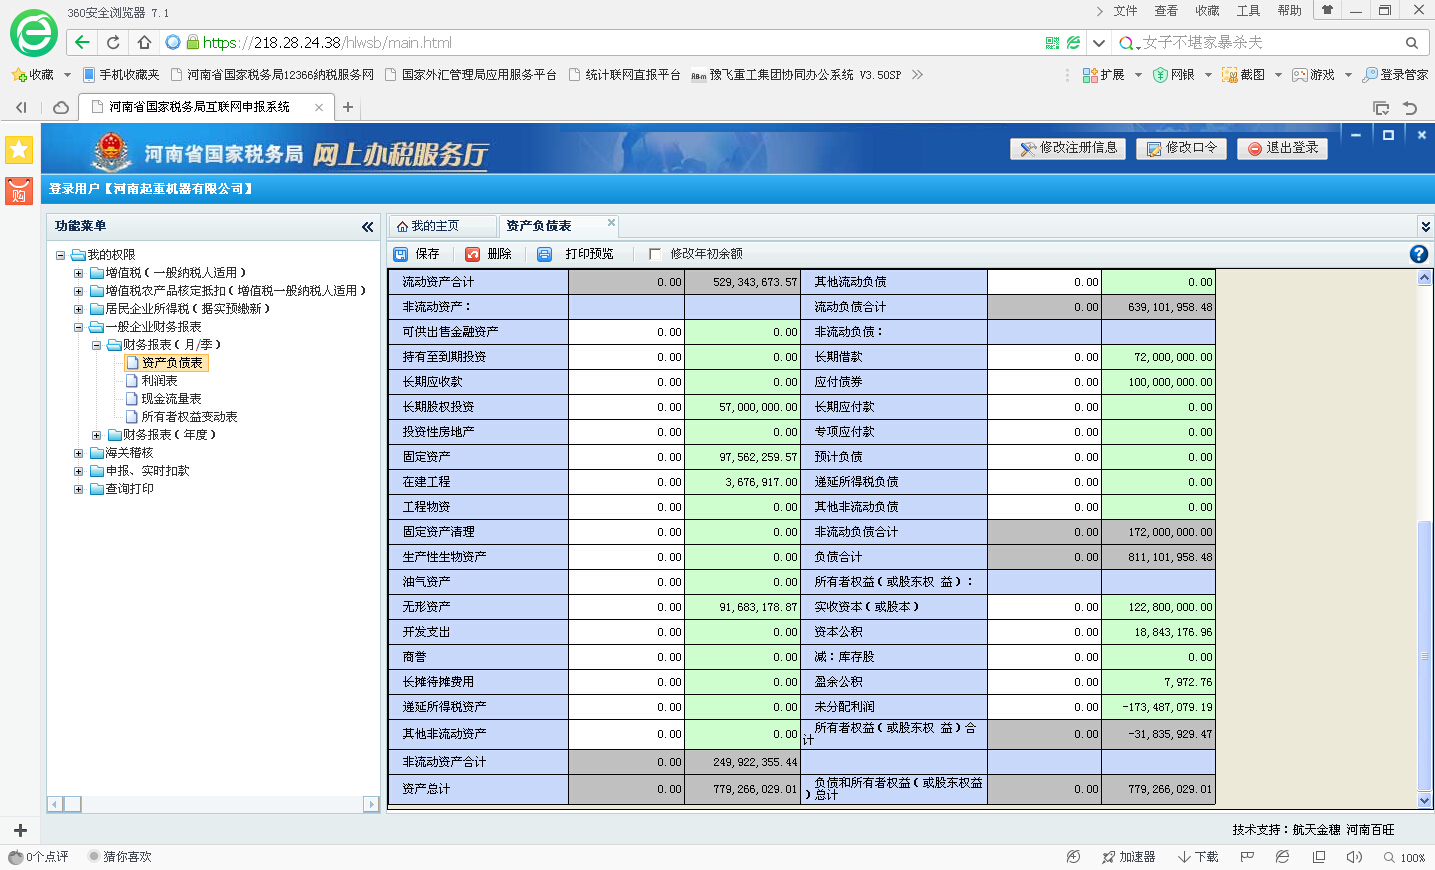 360安全浏览器 7.1
文件 查看 收藏 工具 帮助
https://218.28.24.38/hlwsb/main.html
女子不堪家暴杀夫
收藏 手机收藏夹 河南省国家税务局12366纳税服务网 国家外汇管理局应用服务平台 统计联网直报平台 RBm 豫飞重工集团协同办公系统 V3.50SP
扩展 网银 截图 游戏 登录管家
河南省国家税务局互联网申报系统
购
河南省国家税务局 网上办税服务厅
修改注册信息 修改口令 退出登录
登录用户【河南起重机器有限公司】
功能菜单
我的权限
增值税(一般纳税人适用)
增值税农产品核定抵扣(增值税一般纳税人适用)
居民企业所得税(据实预缴新)
一般企业财务报表
财务报表(月/季)
资产负债表
利润表
现金流量表
所有者权益变动表
财务报表(年度)
海关稽核
申报、实时扣款
查询打印
我的主页 资产负债表
保存 删除 打印预览 修改年初余额
流动资产合计 0.00 529,343,673.57 其他流动负债 0.00 0.00
非流动资产: 流动负债合计 0.00 639,101,958.48
可供出售金融资产 0.00 0.00 非流动负债:
持有至到期投资 0.00 0.00 长期借款 0.00 72,000,000.00
长期应收款 0.00 0.00 应付债券 0.00 100,000,000.00
长期股权投资 0.00 57,000,000.00 长期应付款 0.00 0.00
投资性房地产 0.00 0.00 专项应付款 0.00 0.00
固定资产 0.00 97,562,259.57 预计负债 0.00 0.00
在建工程 0.00 3,676,917.00 递延所得税负债 0.00 0.00
工程物资 0.00 0.00 其他非流动负债 0.00 0.00
固定资产清理 0.00 0.00 非流动负债合计 0.00 172,000,000.00
生产性生物资产 0.00 0.00 负债合计 0.00 811,101,958.48
油气资产 0.00 0.00 所有者权益(或股东权 益):
无形资产 0.00 91,683,178.87 实收资本(或股本) 0.00 122,800,000.00
开发支出 0.00 0.00 资本公积 0.00 18,843,176.96
商誉 0.00 0.00 减:库存股 0.00 0.00
长摊待摊费用 0.00 0.00 盈余公积 0.00 7,972.76
递延所得税资产 0.00 0.00 未分配利润 0.00 -173,487,079.19
其他非流动资产 0.00 0.00 所有者权益(或股东权 益)合计 0.00 -31,835,929.47
非流动资产合计 0.00 249,922,355.44
资产总计 0.00 779,266,029.01 负债和所有者权益(或股东权益)总计 0.00 779,266,029.01
技术支持:航天金穗 河南百旺
0个点评 猜你喜欢
加速器 下载 100%